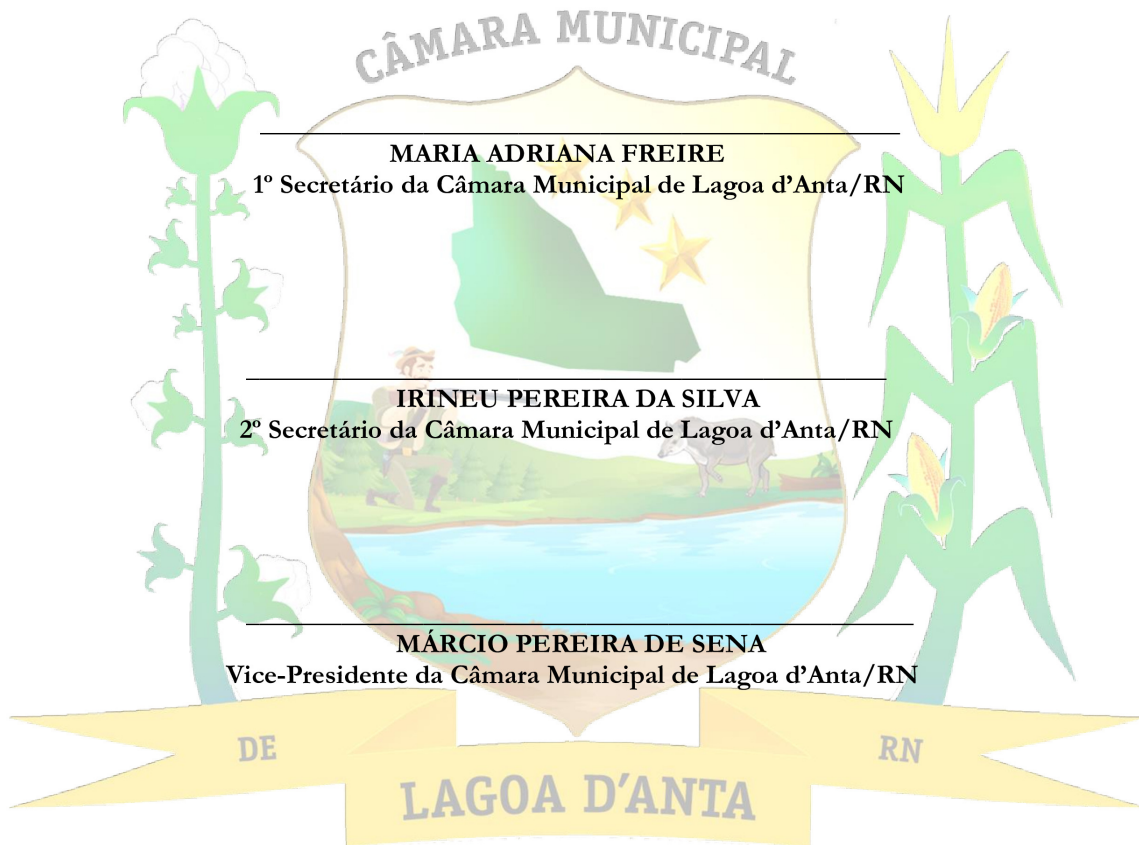 CÂMARA MUNICIPAL
MARIA ADRIANA FREIRE
1º Secretário da Câmara Municipal de Lagoa d’Anta/RN
IRINEU PEREIRA DA SILVA
2º Secretário da Câmara Municipal de Lagoa d’Anta/RN
MÁRCIO PEREIRA DE SENA
Vice-Presidente da Câmara Municipal de Lagoa d’Anta/RN
DE
RN
LAGOA D’ANTA